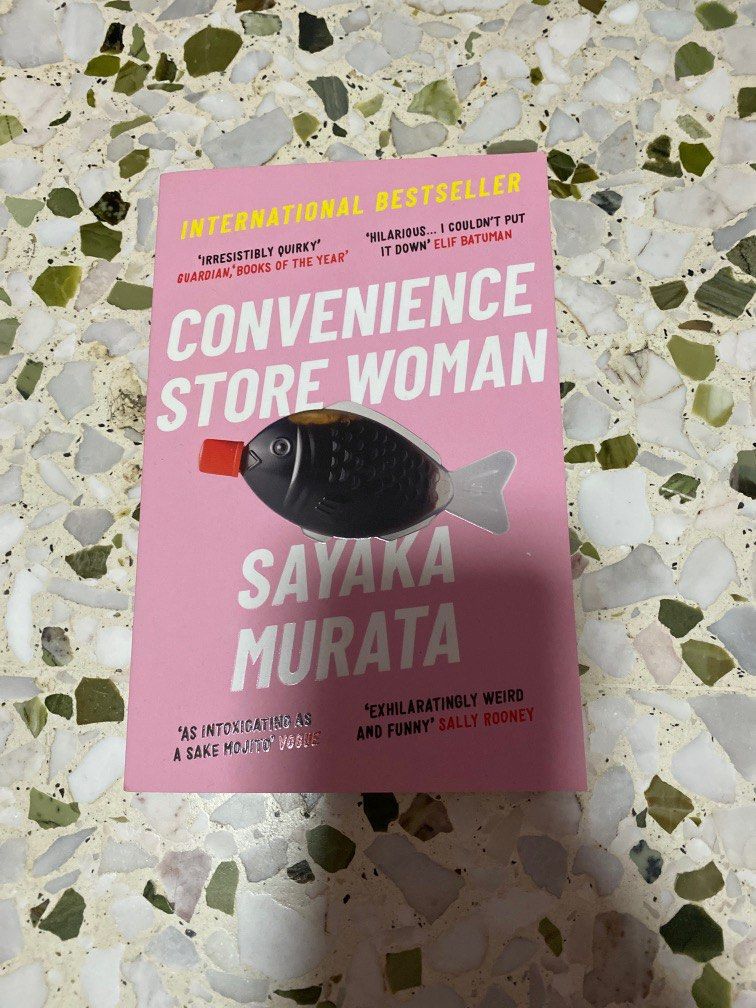 INTERNATIONAL BESTSELLER
'IRRESISTIBLY QUIRKY'
GUARDIAN, 'BOOKS OF THE YEAR'
'HILARIOUS... I COULDN'T PUT
IT DOWN' ELIF BATUMAN
CONVENIENCE
STORE WOMAN
SAYAKA
MURATA
'AS INTOXICATING AS
A SAKE MOJITO' VOGUE
'EXHILARATINGLY WEIRD
AND FUNNY' SALLY ROONEY